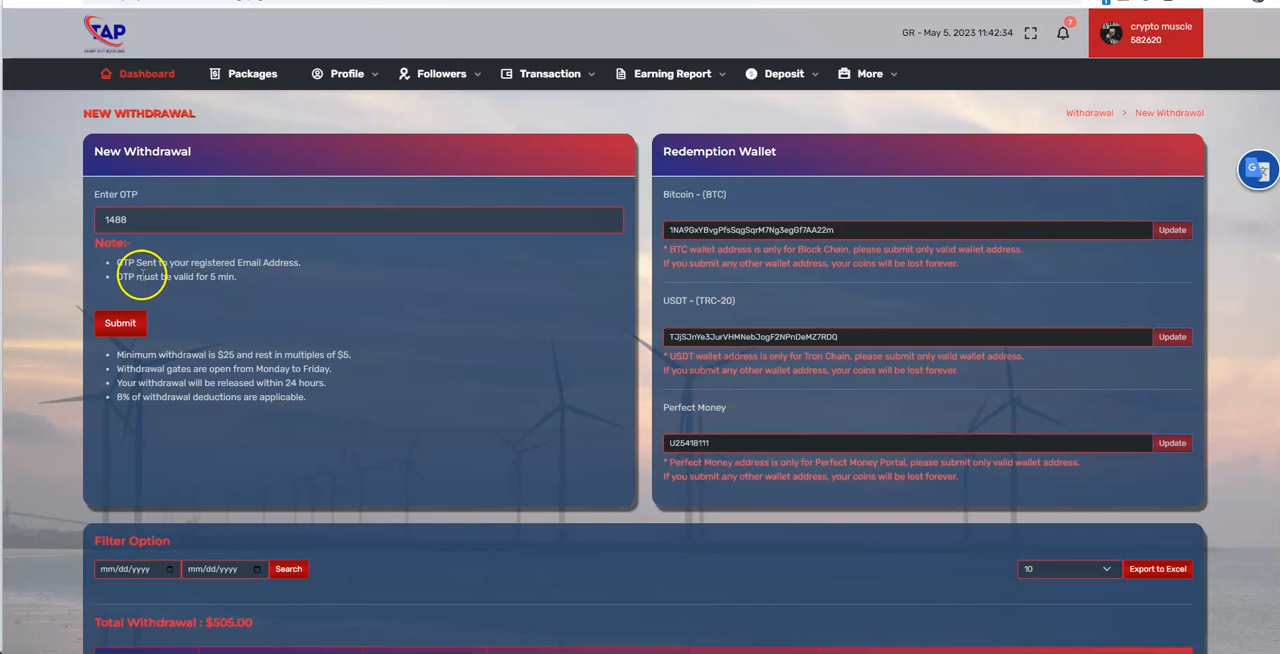 TAP
GR - May 5, 2023 11:42:34
7
crypto muscle
582620
Dashboard
Packages
Profile
Followers
Transaction
Earning Report
Deposit
More
NEW WITHDRAWAL
Withdrawal > New Withdrawal
New Withdrawal
Enter OTP
1488
Note:-
• OTP Sent to your registered Email Address.
• OTP must be valid for 5 min.
Submit
• Minimum withdrawal is $25 and rest in multiples of $5.
• Withdrawal gates are open from Monday to Friday.
• Your withdrawal will be released within 24 hours.
• 8% of withdrawal deductions are applicable.
Redemption Wallet
Bitcoin - (BTC)
1NA9GxYBvgPfsSqgSqrM7Ng3egGf7AA22m
Update
* BTC wallet address is only for Block Chain, please submit only valid wallet address.
If you submit any other wallet address, your coins will be lost forever.
USDT - (TRC-20)
TJjSJnYe3JurVHMNebJogF2NPnDeMZ7RDQ
Update
* USDT wallet address is only for Tron Chain, please submit only valid wallet address.
If you submit any other wallet address, your coins will be lost forever.
Perfect Money
U25418111
Update
* Perfect Money address is only for Perfect Money Portal, please submit only valid wallet address.
If you submit any other wallet address, your coins will be lost forever.
Filter Option
mm/dd/yyyy
mm/dd/yyyy
Search
10
Export to Excel
Total Withdrawal : $505.00